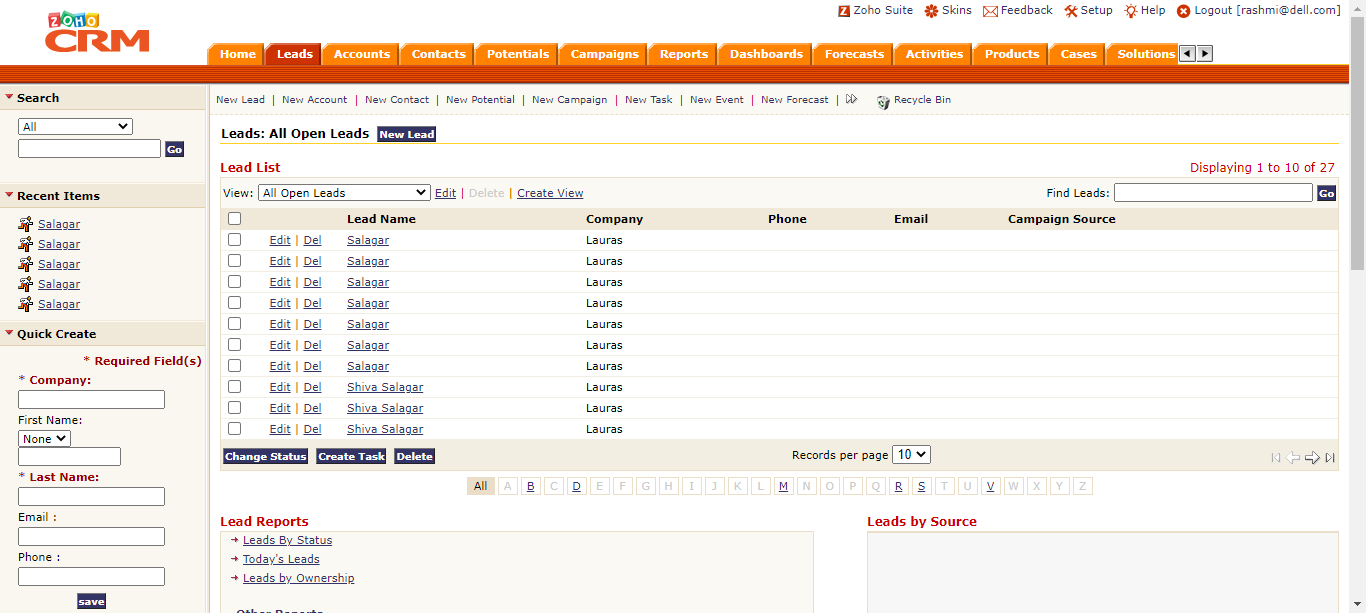 Zoho Suite Skins Feedback Setup Help Logout [rashmi@dell.com]
ZOHO
CRM
Home Leads Accounts Contacts Potentials Campaigns Reports Dashboards Forecasts Activities Products Cases Solutions
Search
All
Go
Recent Items
Salagar
Salagar
Salagar
Salagar
Salagar
Quick Create
* Required Field(s)
* Company:
First Name:
None
* Last Name:
Email :
Phone :
save
New Lead | New Account | New Contact | New Potential | New Campaign | New Task | New Event | New Forecast | Recycle Bin
Leads: All Open Leads New Lead
Lead List Displaying 1 to 10 of 27
View: All Open Leads Edit | Delete | Create View Find Leads: Go
Lead Name Company Phone Email Campaign Source
Edit | Del Salagar Lauras
Edit | Del Salagar Lauras
Edit | Del Salagar Lauras
Edit | Del Salagar Lauras
Edit | Del Salagar Lauras
Edit | Del Salagar Lauras
Edit | Del Salagar Lauras
Edit | Del Shiva Salagar Lauras
Edit | Del Shiva Salagar Lauras
Edit | Del Shiva Salagar Lauras
Change Status Create Task Delete Records per page 10
All A B C D E F G H I J K L M N O P Q R S T U V W X Y Z
Lead Reports Leads by Source
Leads By Status
Today's Leads
Leads by Ownership
Other Reports